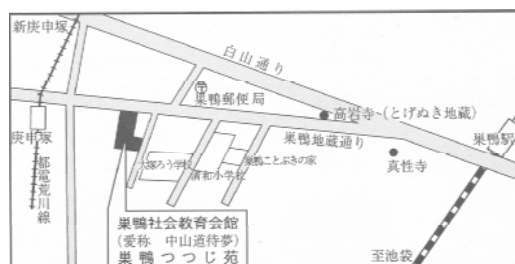 新庚申塚
白山通り
巣鴨郵便局
高岩寺(とげぬき地蔵)
巣鴨地蔵通り
巣鴨駅
庚申塚
都電荒川線
大塚ろう学校
清和小学校
巣鴨ことぶきの家
真性寺
巣鴨社会教育会館
(愛称 中山道待夢)
巣鴨つつじ苑
至池袋